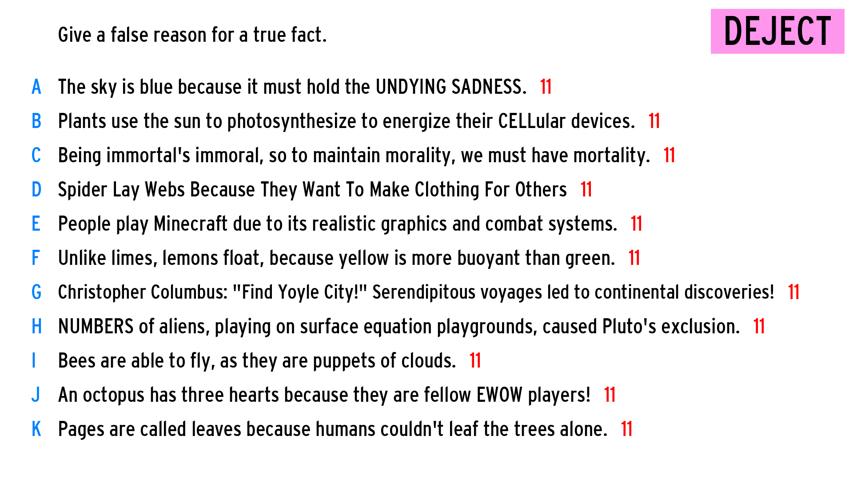 Give a false reason for a true fact.
DEJECT
A The sky is blue because it must hold the UNDYING SADNESS. 11
B Plants use the sun to photosynthesize to energize their CELLular devices. 11
C Being immortal's immoral, so to maintain morality, we must have mortality. 11
D Spider Lay Webs Because They Want To Make Clothing For Others 11
E People play Minecraft due to its realistic graphics and combat systems. 11
F Unlike limes, lemons float, because yellow is more buoyant than green. 11
G Christopher Columbus: "Find Yoyle City!" Serendipitous voyages led to continental discoveries! 11
H NUMBERS of aliens, playing on surface equation playgrounds, caused Pluto's exclusion. 11
I Bees are able to fly, as they are puppets of clouds. 11
J An octopus has three hearts because they are fellow EWOW players! 11
K Pages are called leaves because humans couldn't leaf the trees alone. 11